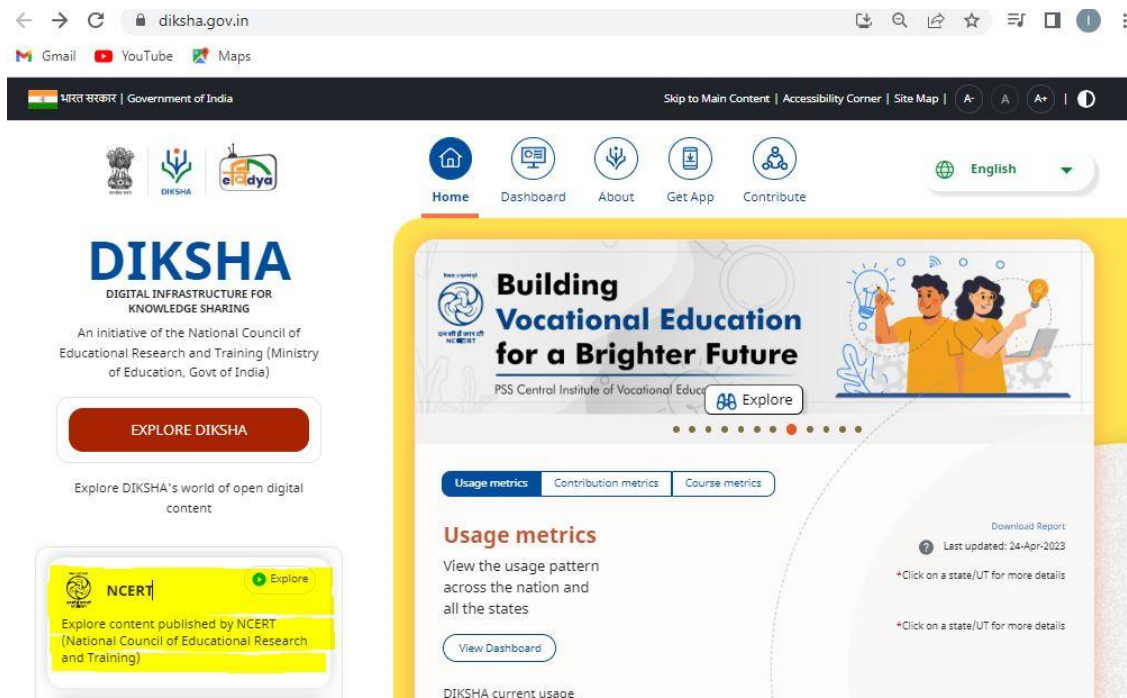 diksha.gov.in
Gmail YouTube Maps
भारत सरकार | Government of India
Skip to Main Content | Accessibility Corner | Site Map | A- A A+ |
DIKSHA
Home Dashboard About Get App Contribute
English
DIKSHA
DIGITAL INFRASTRUCTURE FOR
KNOWLEDGE SHARING
An initiative of the National Council of
Educational Research and Training (Ministry
of Education, Govt of India)
EXPLORE DIKSHA
Explore DIKSHA's world of open digital
content
NCERT
Explore
Explore content published by NCERT
(National Council of Educational Research
and Training)
NCERT
Building
Vocational Education
for a Brighter Future
PSS Central Institute of Vocational Educ
Explore
Usage metrics Contribution metrics Course metrics
Usage metrics
View the usage pattern
across the nation and
all the states
View Dashboard
DIKSHA current usage
Download Report
Last updated: 24-Apr-2023
*Click on a state/UT for more details
*Click on a state/UT for more details